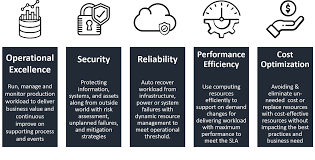 Operational
Excellence
Run, manage and
monitor production
workload to deliver
business value and
continuous
improve on
supporting process
and events
Security
Protecting
information,
systems, and assets
along from outside
world with risk
assessment,
unplanned failures,
and mitigation
strategies
Reliability
Auto recover
workload from
infrastructure,
power or system
failures with
dynamic resource
management to
meet operational
threshold.
Performance
Efficiency
Use computing
resources
efficiently to
support on demand
changes for
delivering workload
with maximum
performance to
meet the SLA
Cost
Optimization
Avoiding &
eliminate un-
needed cost or
replace resources
with cost-effective
resources without
impacting the best
practices and
business need